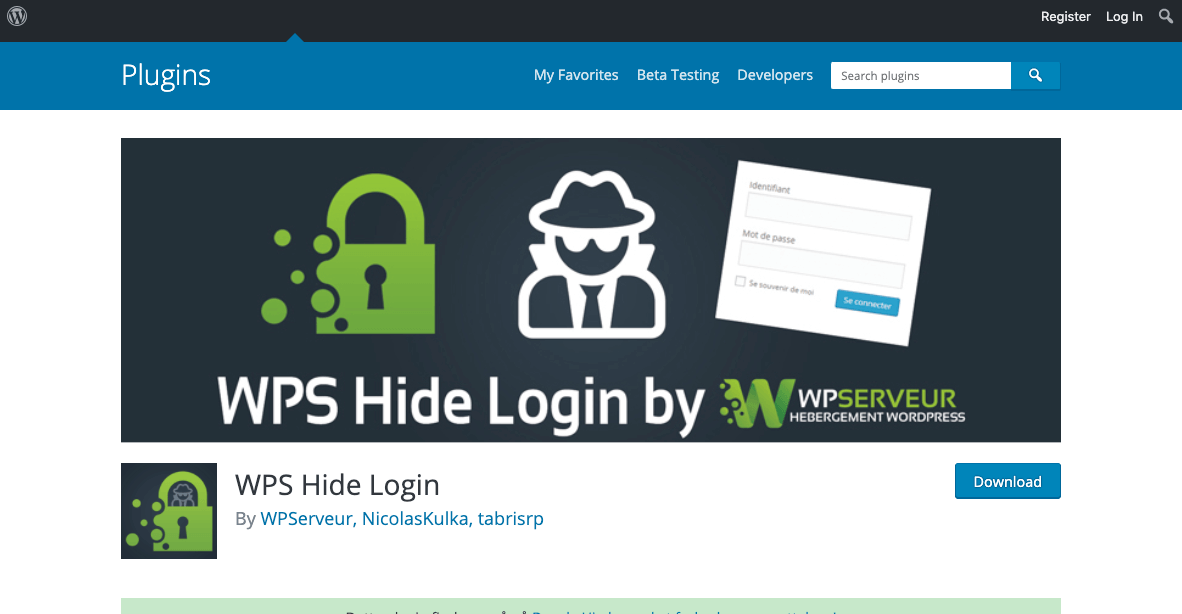 Register Log In
Plugins
My Favorites Beta Testing Developers Search plugins
Identifiant
Mot de passe
Se souvenir de moi
Se connecter
WPS Hide Login by WPSERVEUR
HEBERGEMENT WORDPRESS
WPS Hide Login
By WPServeur, NicolasKulka, tabrisrp
Download